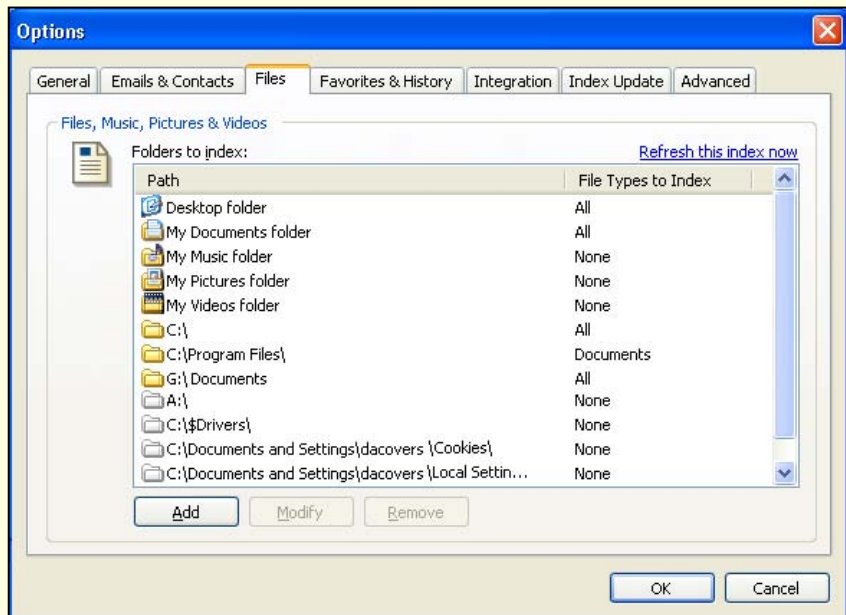 Options
General Emails & Contacts Files Favorites & History Integration Index Update Advanced
Files, Music, Pictures & Videos
Folders to index: Refresh this index now
Path File Types to Index
Desktop folder All
My Documents folder All
My Music folder None
My Pictures folder None
My Videos folder None
C:\ All
C:\Program Files\ Documents
G:\Documents All
A:\ None
C:\$Drivers\ None
C:\Documents and Settings\dacovers \Cookies\ None
C:\Documents and Settings\dacovers \Local Settin... None
Add Modify Remove
OK Cancel